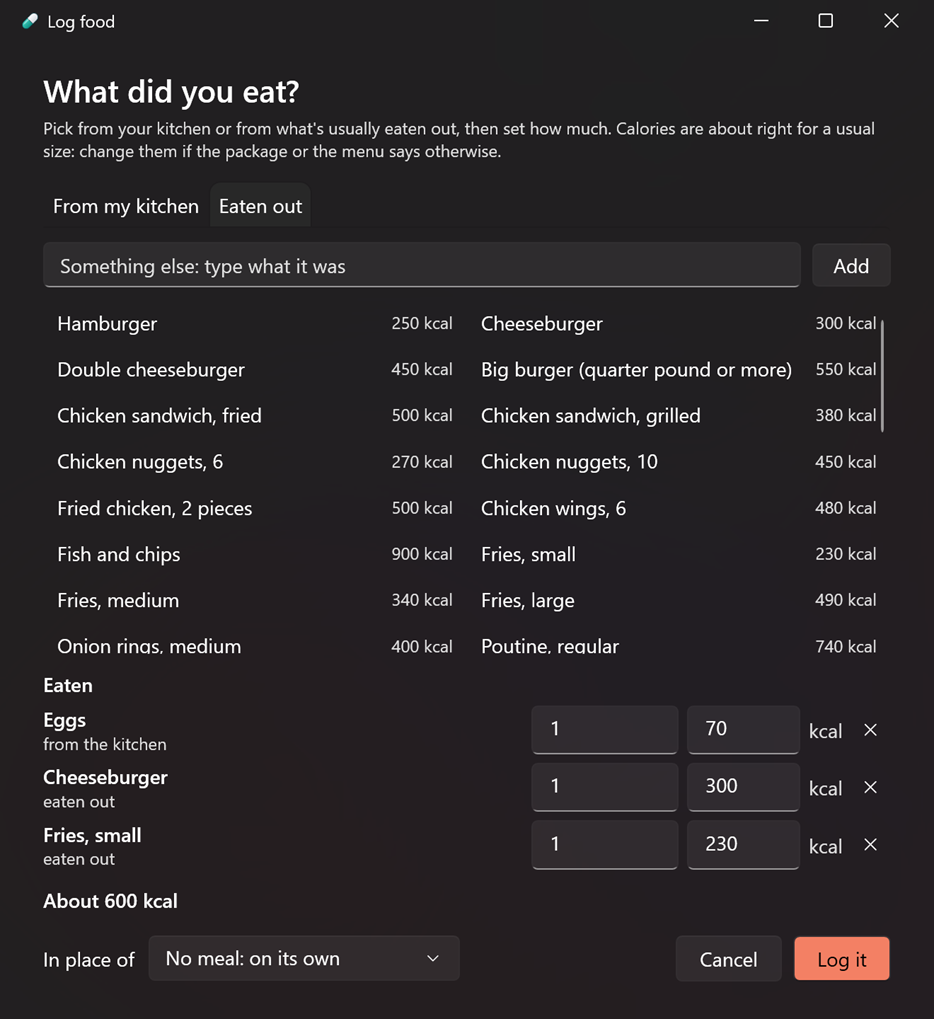 Log food
What did you eat?
Pick from your kitchen or from what's usually eaten out, then set how much. Calories are about right for a usual
size: change them if the package or the menu says otherwise.
From my kitchen Eaten out
Something else: type what it was Add
Hamburger 250 kcal Cheeseburger 300 kcal
Double cheeseburger 450 kcal Big burger (quarter pound or more) 550 kcal
Chicken sandwich, fried 500 kcal Chicken sandwich, grilled 380 kcal
Chicken nuggets, 6 270 kcal Chicken nuggets, 10 450 kcal
Fried chicken, 2 pieces 500 kcal Chicken wings, 6 480 kcal
Fish and chips 900 kcal Fries, small 230 kcal
Fries, medium 340 kcal Fries, large 490 kcal
Onion rings, medium 400 kcal Poutine, regular 740 kcal
Eaten
Eggs 1 70 kcal
from the kitchen
Cheeseburger 1 300 kcal
eaten out
Fries, small 1 230 kcal
eaten out
About 600 kcal
In place of No meal: on its own Cancel Log it